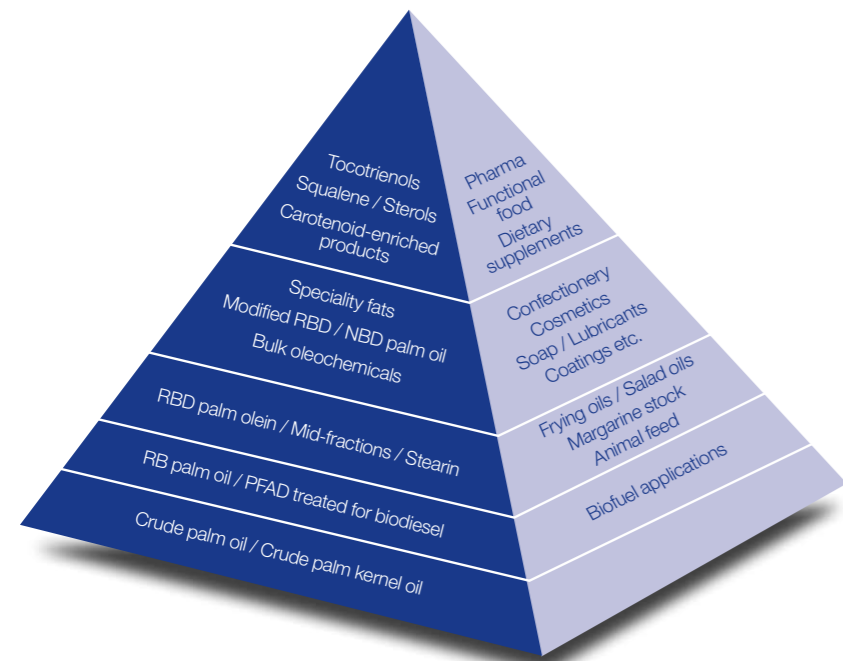 Tocotrienols
Squalene / Sterols
Carotenoid-enriched
products
Pharma
Functional
food
Dietary
supplements
Speciality fats
Modified RBD / NBD palm oil
Bulk oleochemicals
Confectionery
Cosmetics
Soap / Lubricants
Coatings etc.
RBD palm olein / Mid-fractions / Stearin
Frying oils / Salad oils
Margarine stock
Animal feed
RB palm oil / PFAD treated for biodiesel
Biofuel applications
Crude palm oil / Crude palm kernel oil